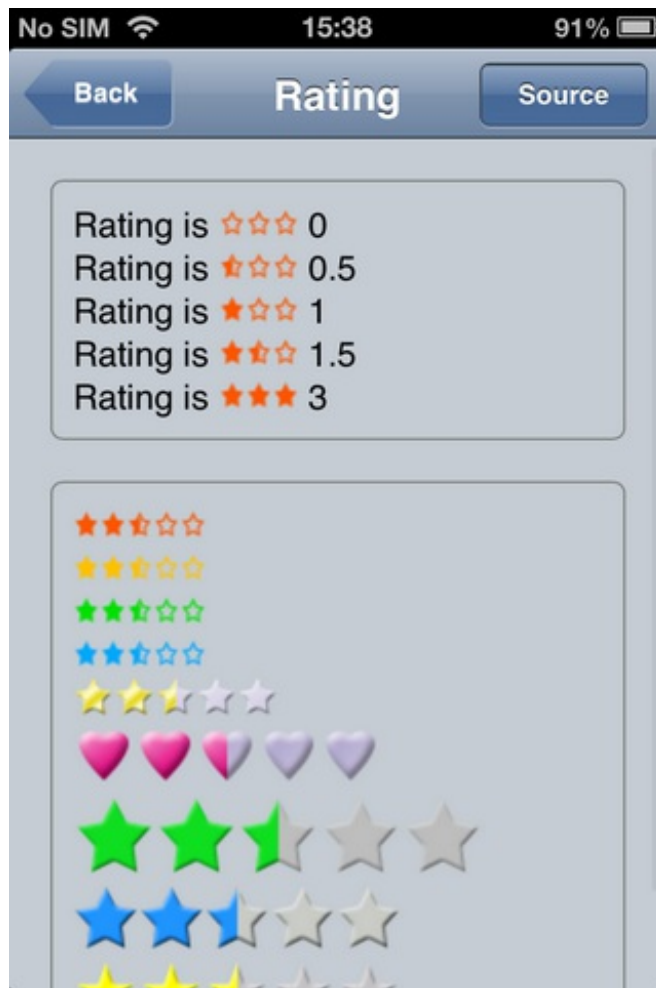 No SIM 15:38 91%
Back Rating Source
Rating is ☆☆☆ 0
Rating is ☆☆ 0.5
Rating is ★☆☆ 1
Rating is ★☆ 1.5
Rating is ★★★ 3